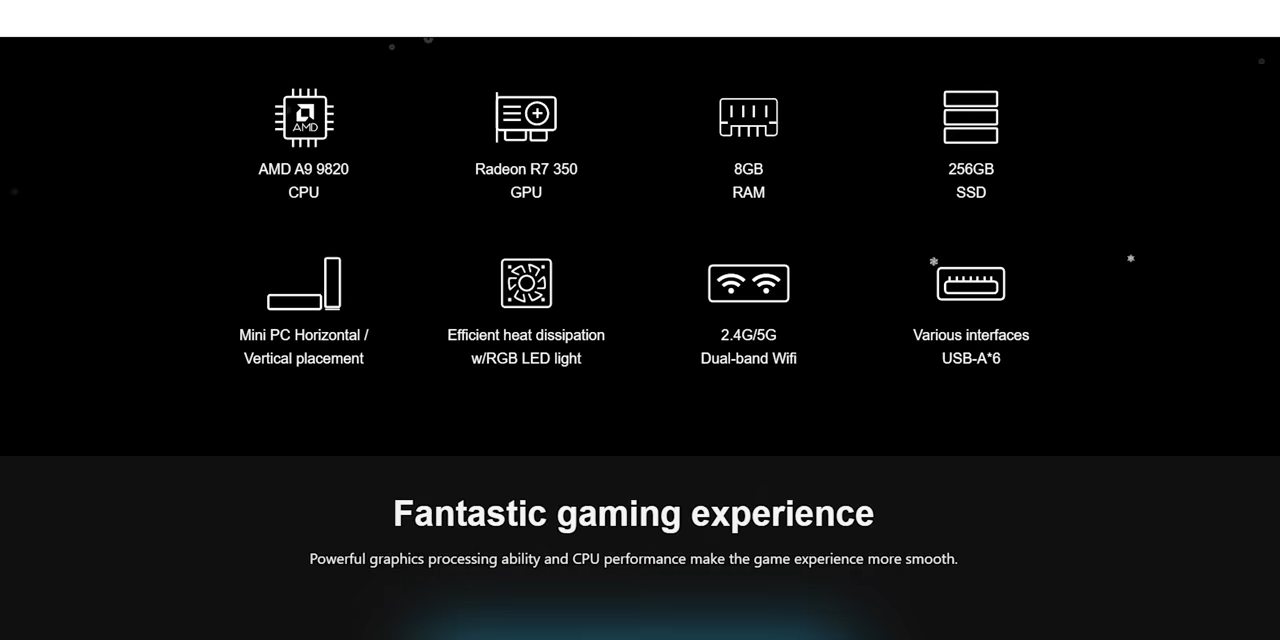 AMD
AMD A9 9820
CPU
Radeon R7 350
GPU
8GB
RAM
256GB
SSD
Mini PC Horizontal /
Vertical placement
Efficient heat dissipation
w/RGB LED light
2.4G/5G
Dual-band Wifi
Various interfaces
USB-A*6
Fantastic gaming experience
Powerful graphics processing ability and CPU performance make the game experience more smooth.